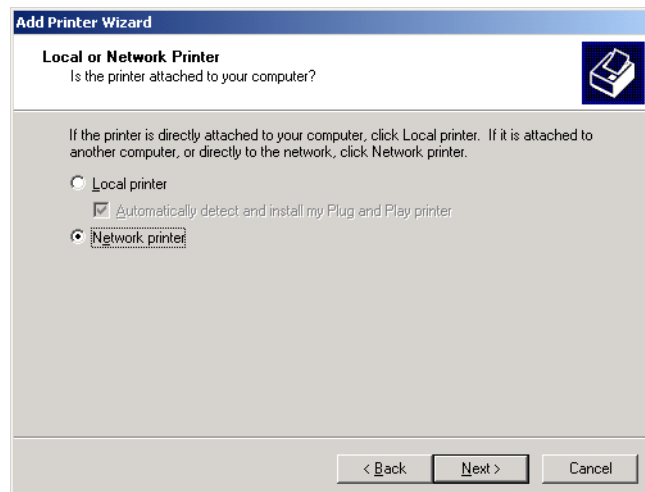 Add Printer Wizard
Local or Network Printer
Is the printer attached to your computer?
If the printer is directly attached to your computer, click Local printer. If it is attached to
another computer, or directly to the network, click Network printer.
Local printer
Automatically detect and install my Plug and Play printer
Network printer
< Back Next > Cancel